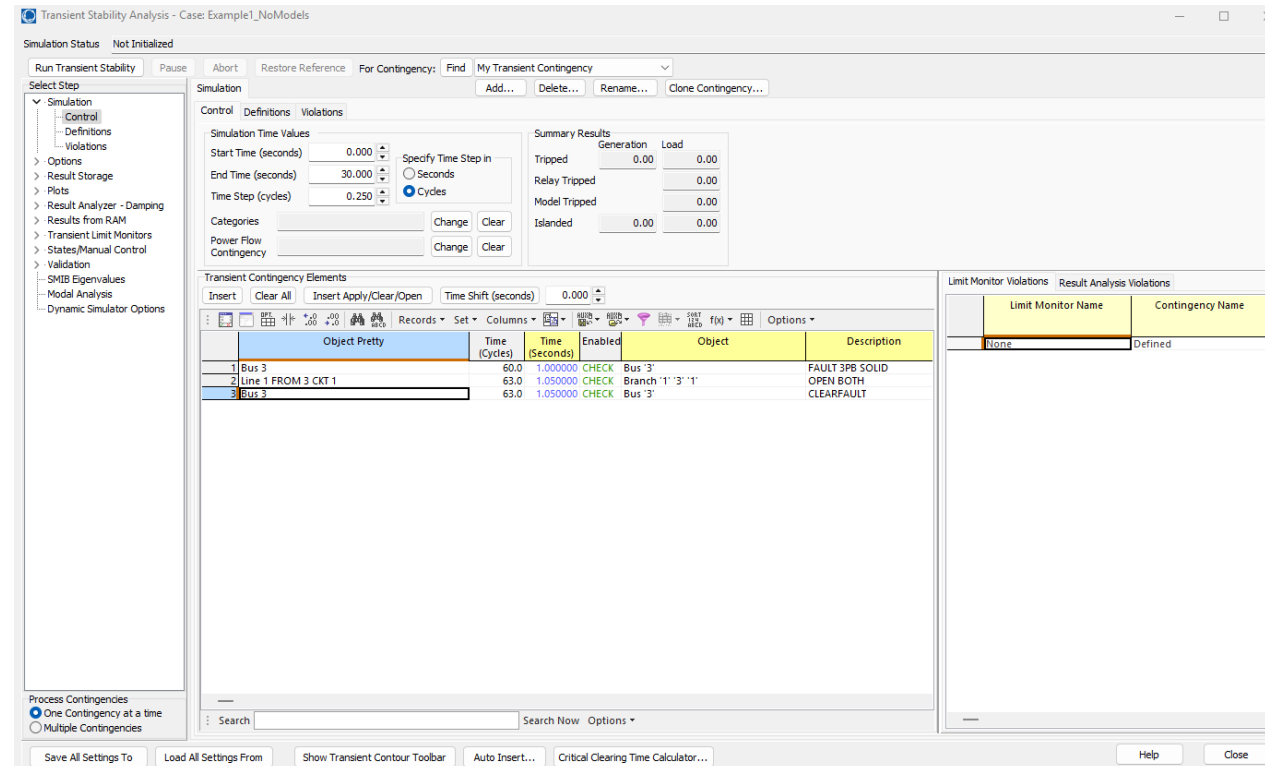 Transient Stability Analysis - Case: Example1_NoModels
Simulation Status Not Initialized
Run Transient Stability Pause Abort Restore Reference For Contingency: Find My Transient Contingency
Select Step
Simulation
Control
Definitions
Violations
Options
Result Storage
Plots
Result Analyzer - Damping
Results from RAM
Transient Limit Monitors
States/Manual Control
Validation
SMIB Eigenvalues
Modal Analysis
Dynamic Simulator Options
Process Contingencies
One Contingency at a time
Multiple Contingencies
Simulation Add... Delete... Rename... Clone Contingency...
Control Definitions Violations
Simulation Time Values
Start Time (seconds) 0.000
End Time (seconds) 30.000
Time Step (cycles) 0.250
Specify Time Step in
Seconds
Cycles
Categories Change Clear
Power Flow
Contingency Change Clear
Summary Results
Generation Load
Tripped 0.00 0.00
Relay Tripped 0.00
Model Tripped 0.00
Islanded 0.00 0.00
Transient Contingency Elements
Insert Clear All Insert Apply/Clear/Open Time Shift (seconds) 0.000
Records Set Columns f(x) Options
Object Pretty Time (Cycles) Time (Seconds) Enabled Object Description
1 Bus 3 60.0 1.000000 CHECK Bus '3' FAULT 3PB SOLID
2 Line 1 FROM 3 CKT 1 63.0 1.050000 CHECK Branch '1' '3' '1' OPEN BOTH
3 Bus 3 63.0 1.050000 CHECK Bus '3' CLEARFAULT
Search Search Now Options
Limit Monitor Violations Result Analysis Violations
Limit Monitor Name Contingency Name
None Defined
Save All Settings To Load All Settings From Show Transient Contour Toolbar Auto Insert... Critical Clearing Time Calculator... Help Close